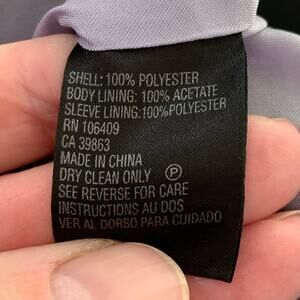 SHELL: 100% POLYESTER
BODY LINING: 100% ACETATE
SLEEVE LINING:100%POLYESTER
RN 106409
CA 39863
MADE IN CHINA
DRY CLEAN ONLY Ⓟ
SEE REVERSE FOR CARE
INSTRUCTIONS AU DOS
VER AL DORSO PARA CUIDADO